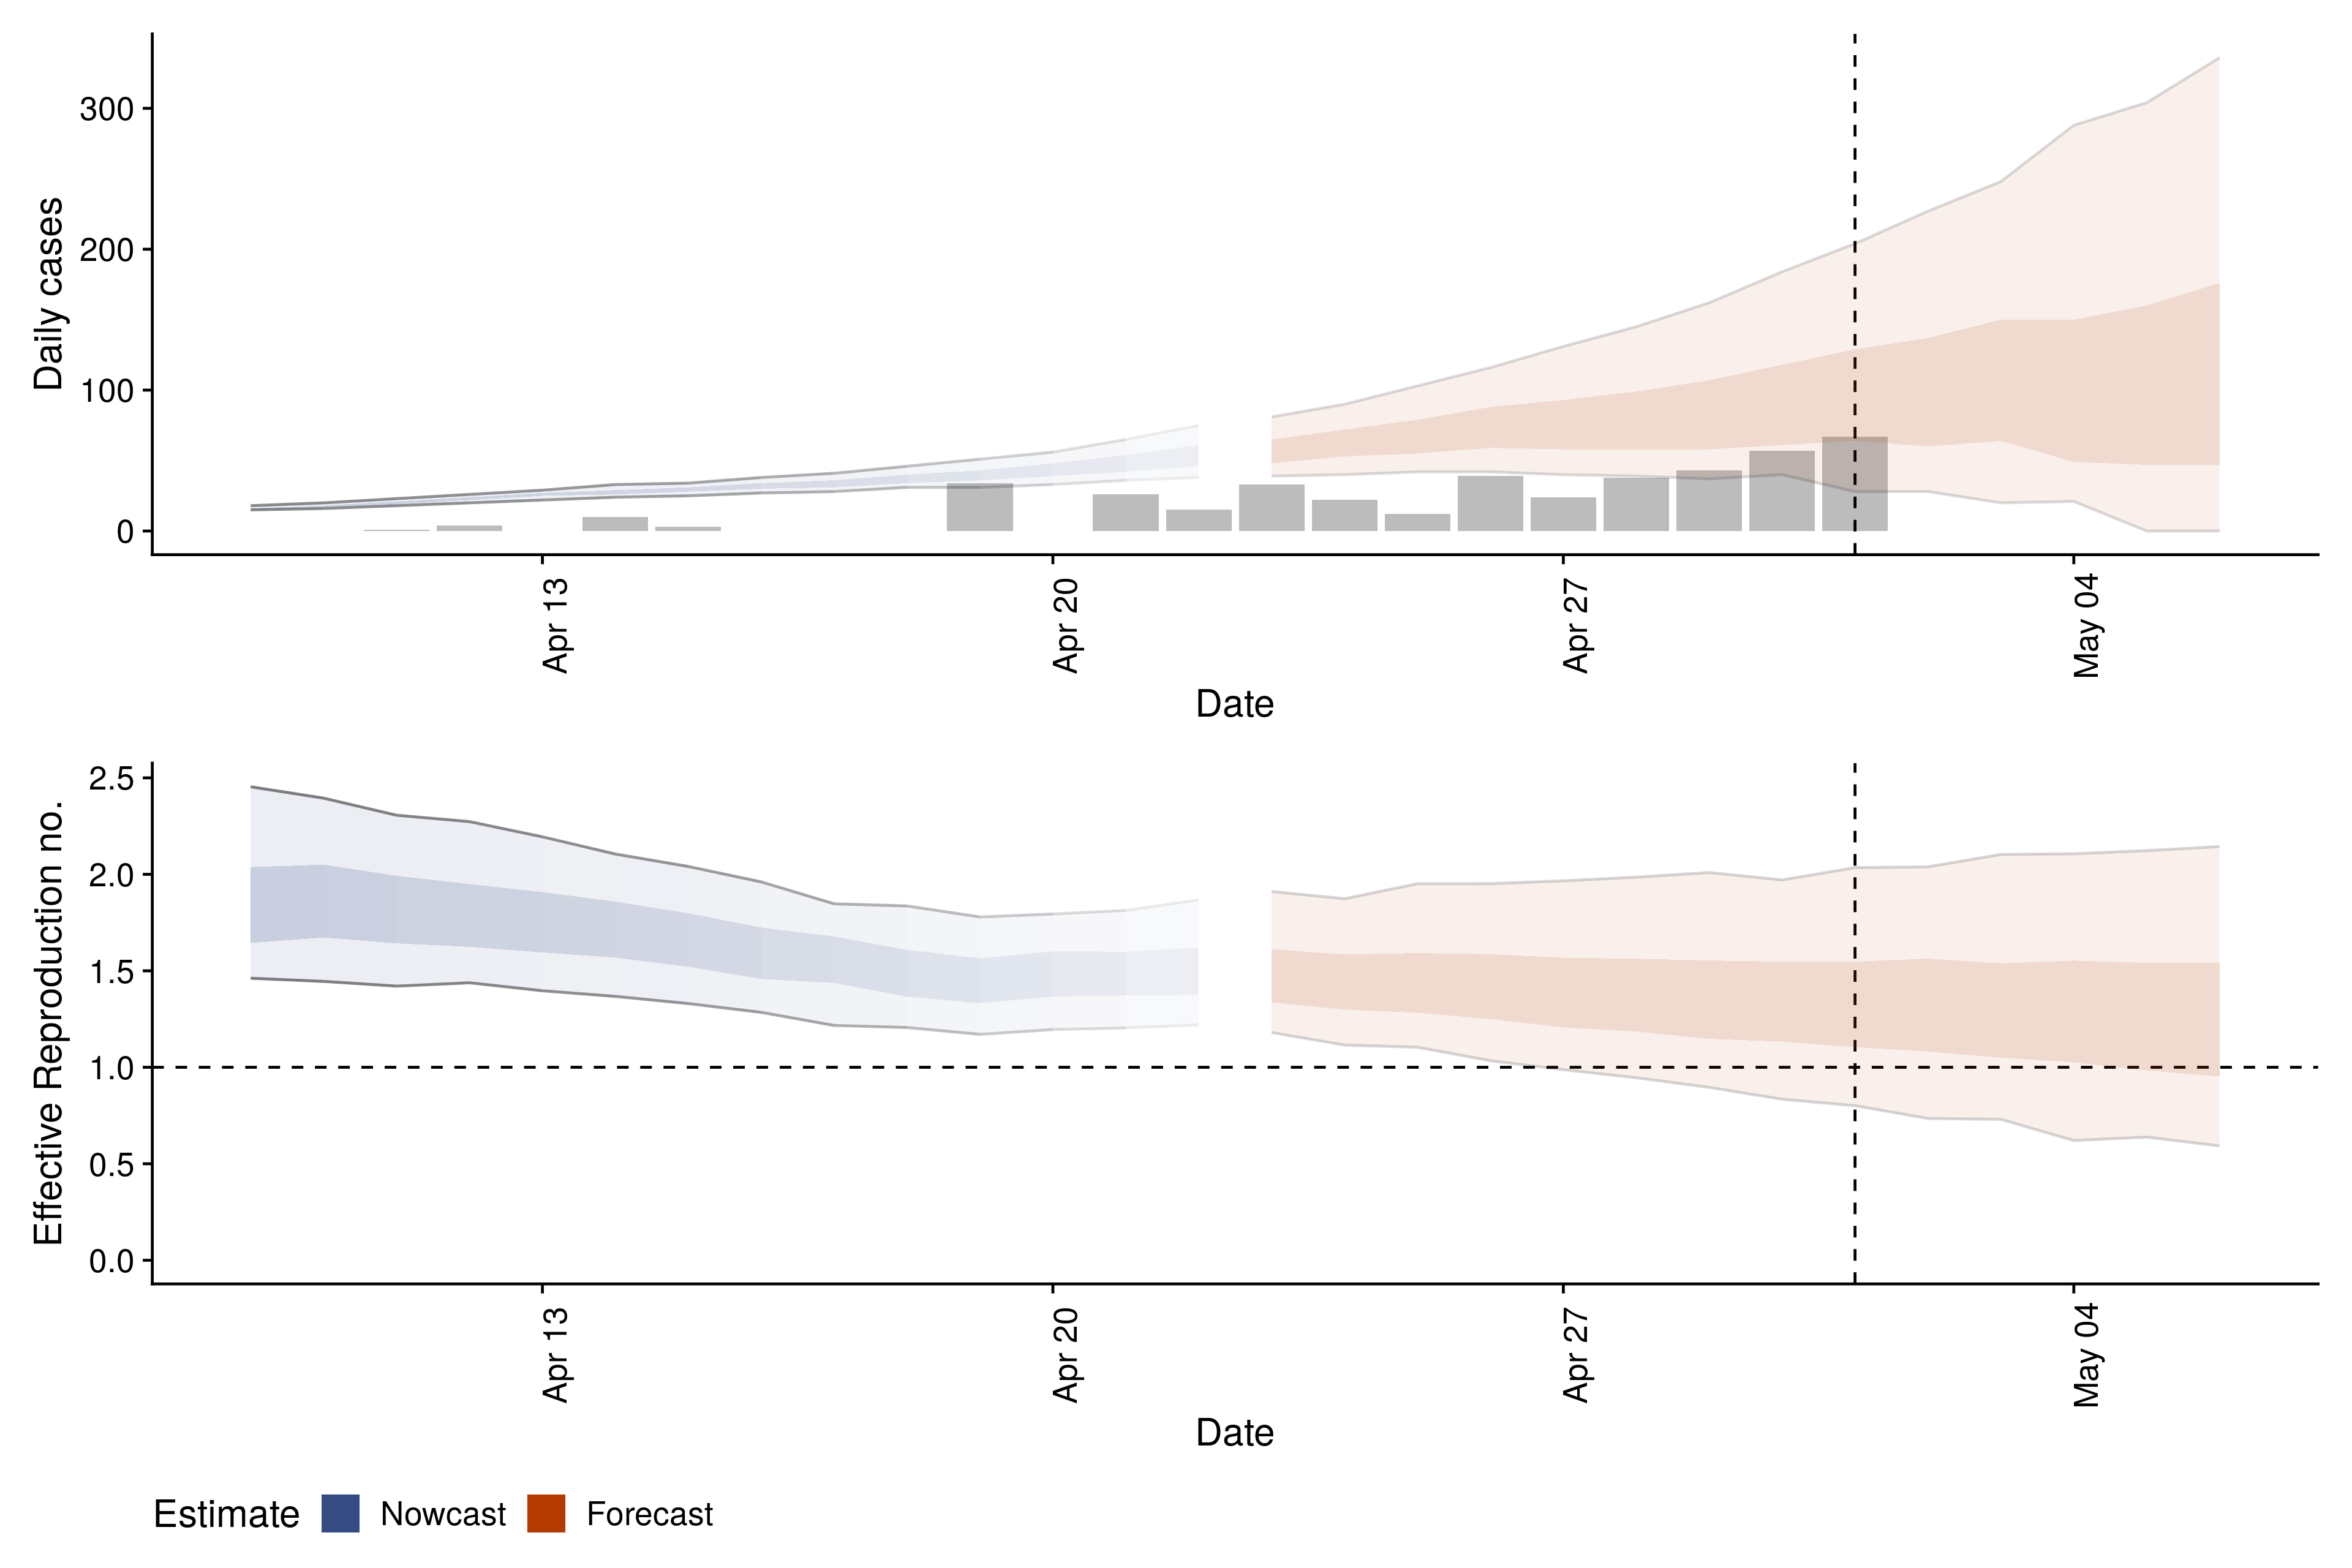 Daily cases
300
200
100
0
Apr 13
Apr 20
Apr 27
May 04
Date
Effective Reproduction no.
2.5
2.0
1.5
1.0
0.5
0.0
Apr 13
Apr 20
Apr 27
May 04
Date
Estimate Nowcast Forecast